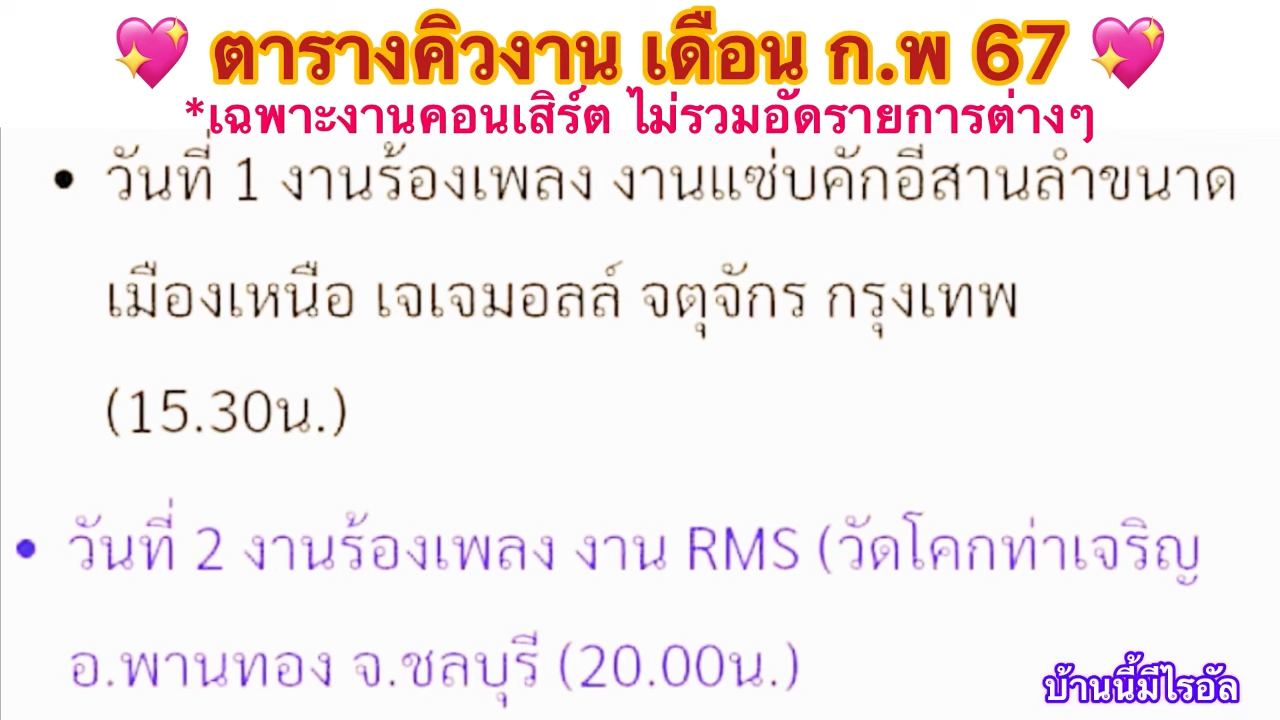 💖 ตารางคิวงาน เดือน ก.พ 67 💖
*เฉพาะงานคอนเสิร์ต ไม่รวมอัดรายการต่างๆ
• วันที่ 1 งานร้องเพลง งานแซ่บคักอีสานลำขนาด
เมืองเหนือ เจเจมอลล์ จตุจักร กรุงเทพ
(15.30น.)
• วันที่ 2 งานร้องเพลง งาน RMS (วัดโคกท่าเจริญ
อ.พานทอง จ.ชลบุรี (20.00น.)
บ้านนี้มีไรอัล